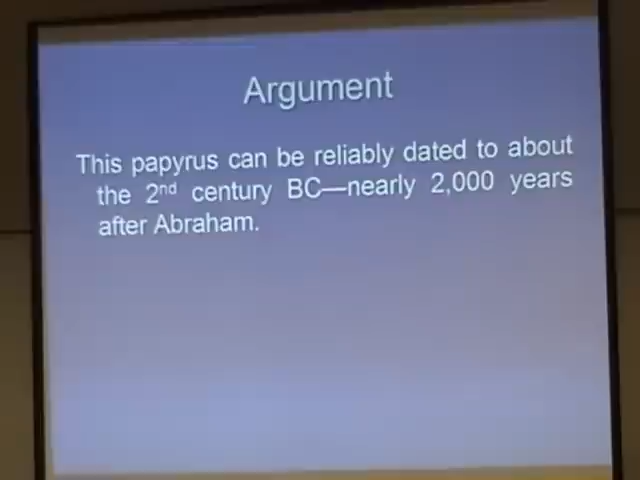 Argument
This papyrus can be reliably dated to about
the 2nd century BC—nearly 2,000 years
after Abraham.